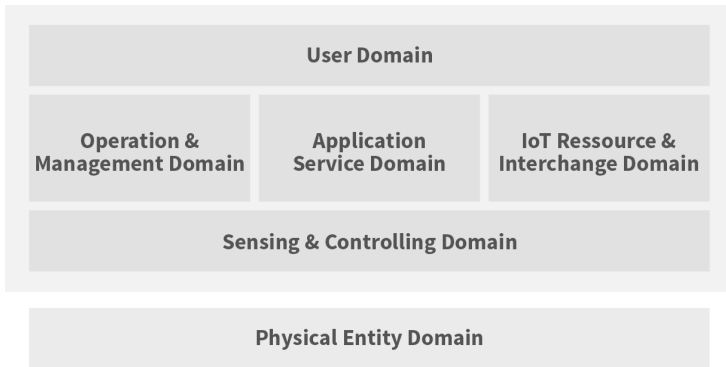 User Domain
Operation &
Management Domain
Application
Service Domain
IoT Ressource &
Interchange Domain
Sensing & Controlling Domain
Physical Entity Domain